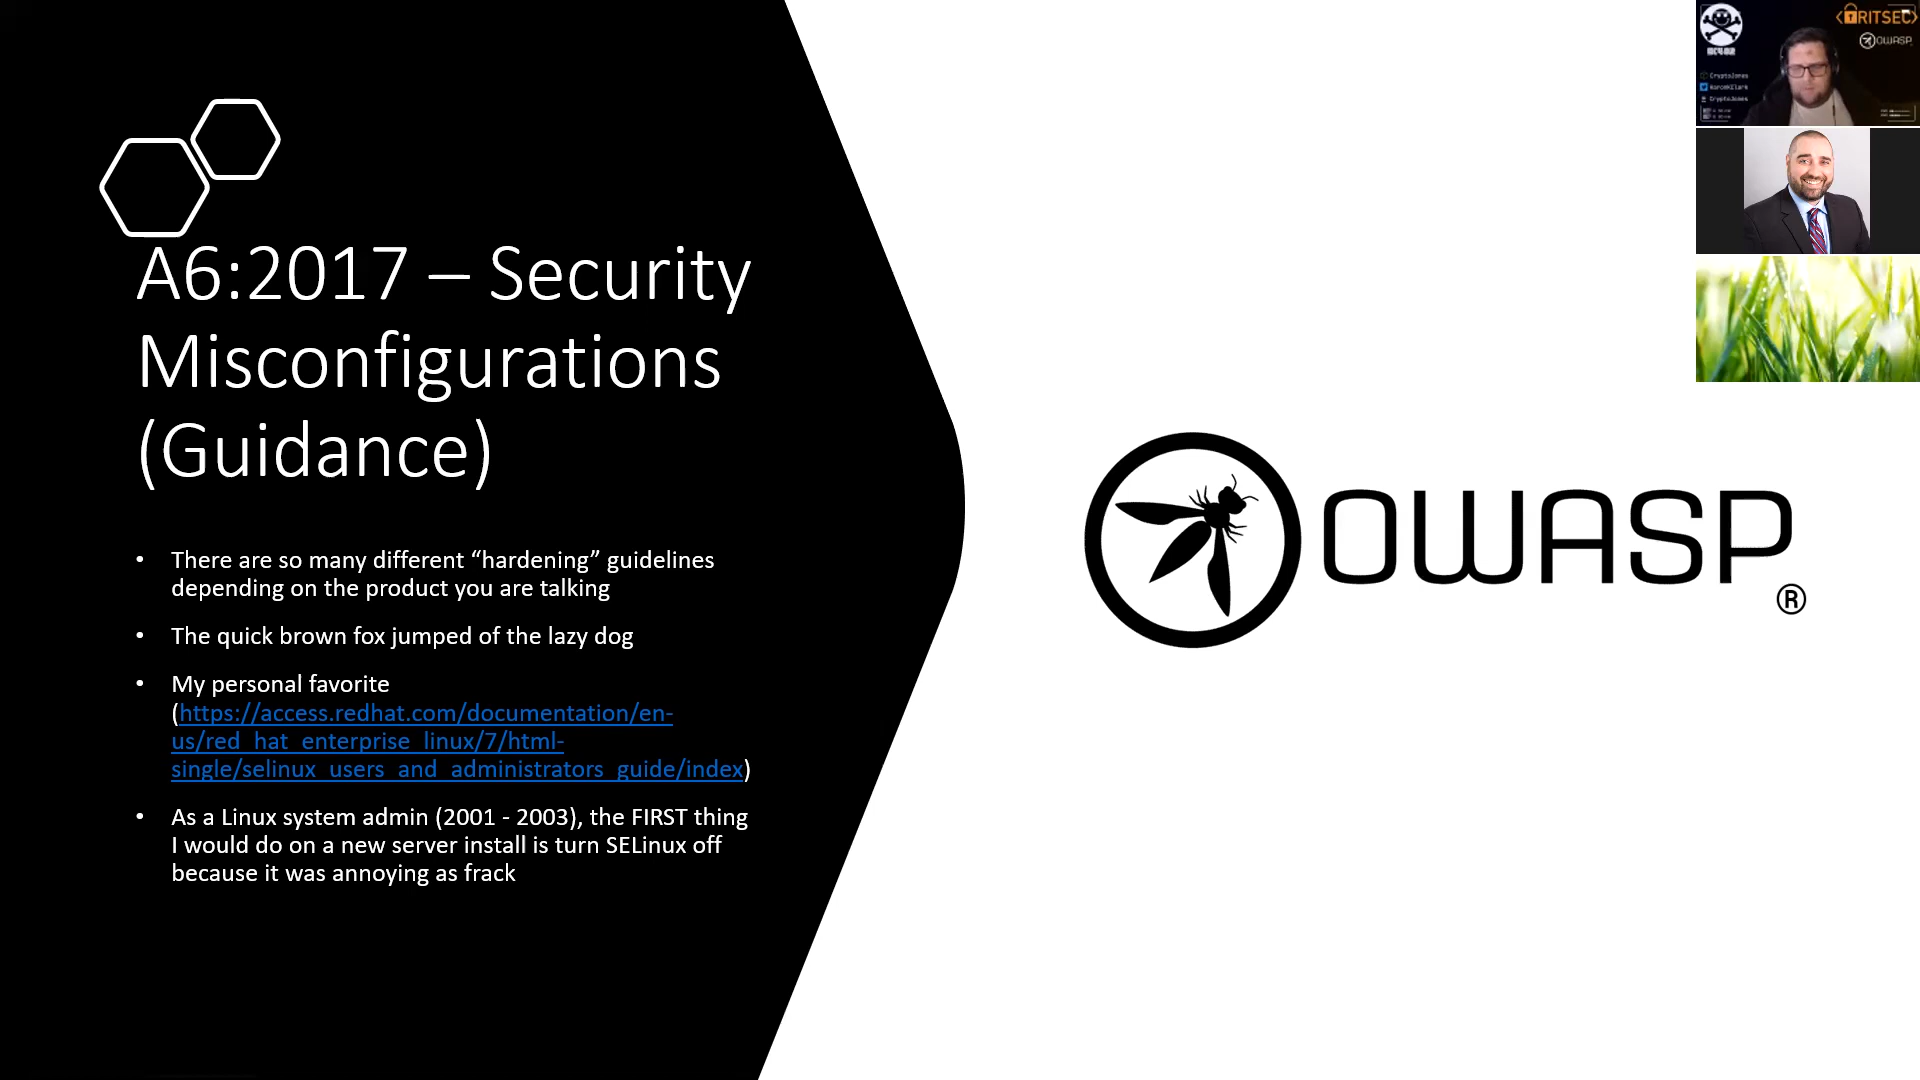 A6:2017 – Security
Misconfigurations
(Guidance)
• There are so many different “hardening” guidelines
depending on the product you are talking
• The quick brown fox jumped of the lazy dog
• My personal favorite
(https://access.redhat.com/documentation/en-
us/red_hat_enterprise_linux/7/html-
single/selinux_users_and_administrators_guide/index)
• As a Linux system admin (2001 - 2003), the FIRST thing
I would do on a new server install is turn SELinux off
because it was annoying as frack
OWASP
®
RITSEC
OWASP
CryptoJones
CryptoJones